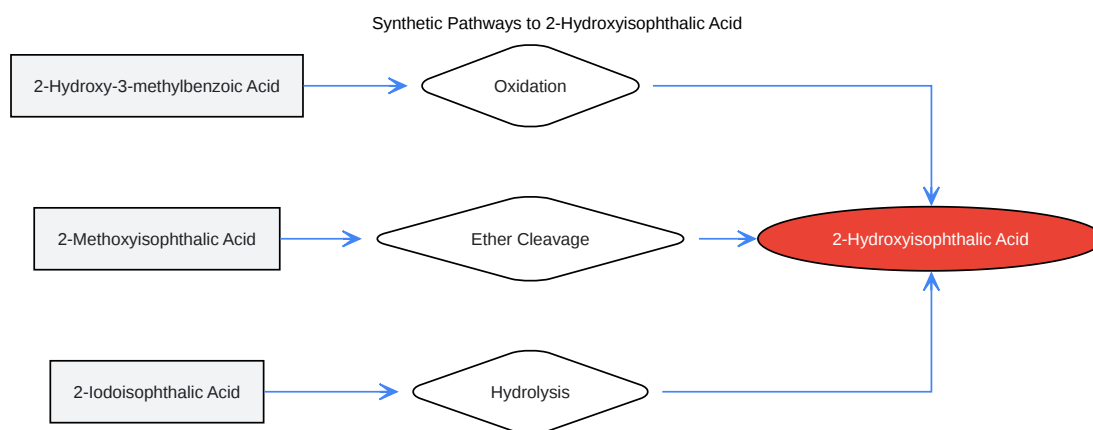 Synthetic Pathways to 2-Hydroxyisophthalic Acid
2-Hydroxy-3-methylbenzoic Acid
Oxidation
2-Methoxyisophthalic Acid
Ether Cleavage
2-Hydroxyisophthalic Acid
2-Iodoisophthalic Acid
Hydrolysis